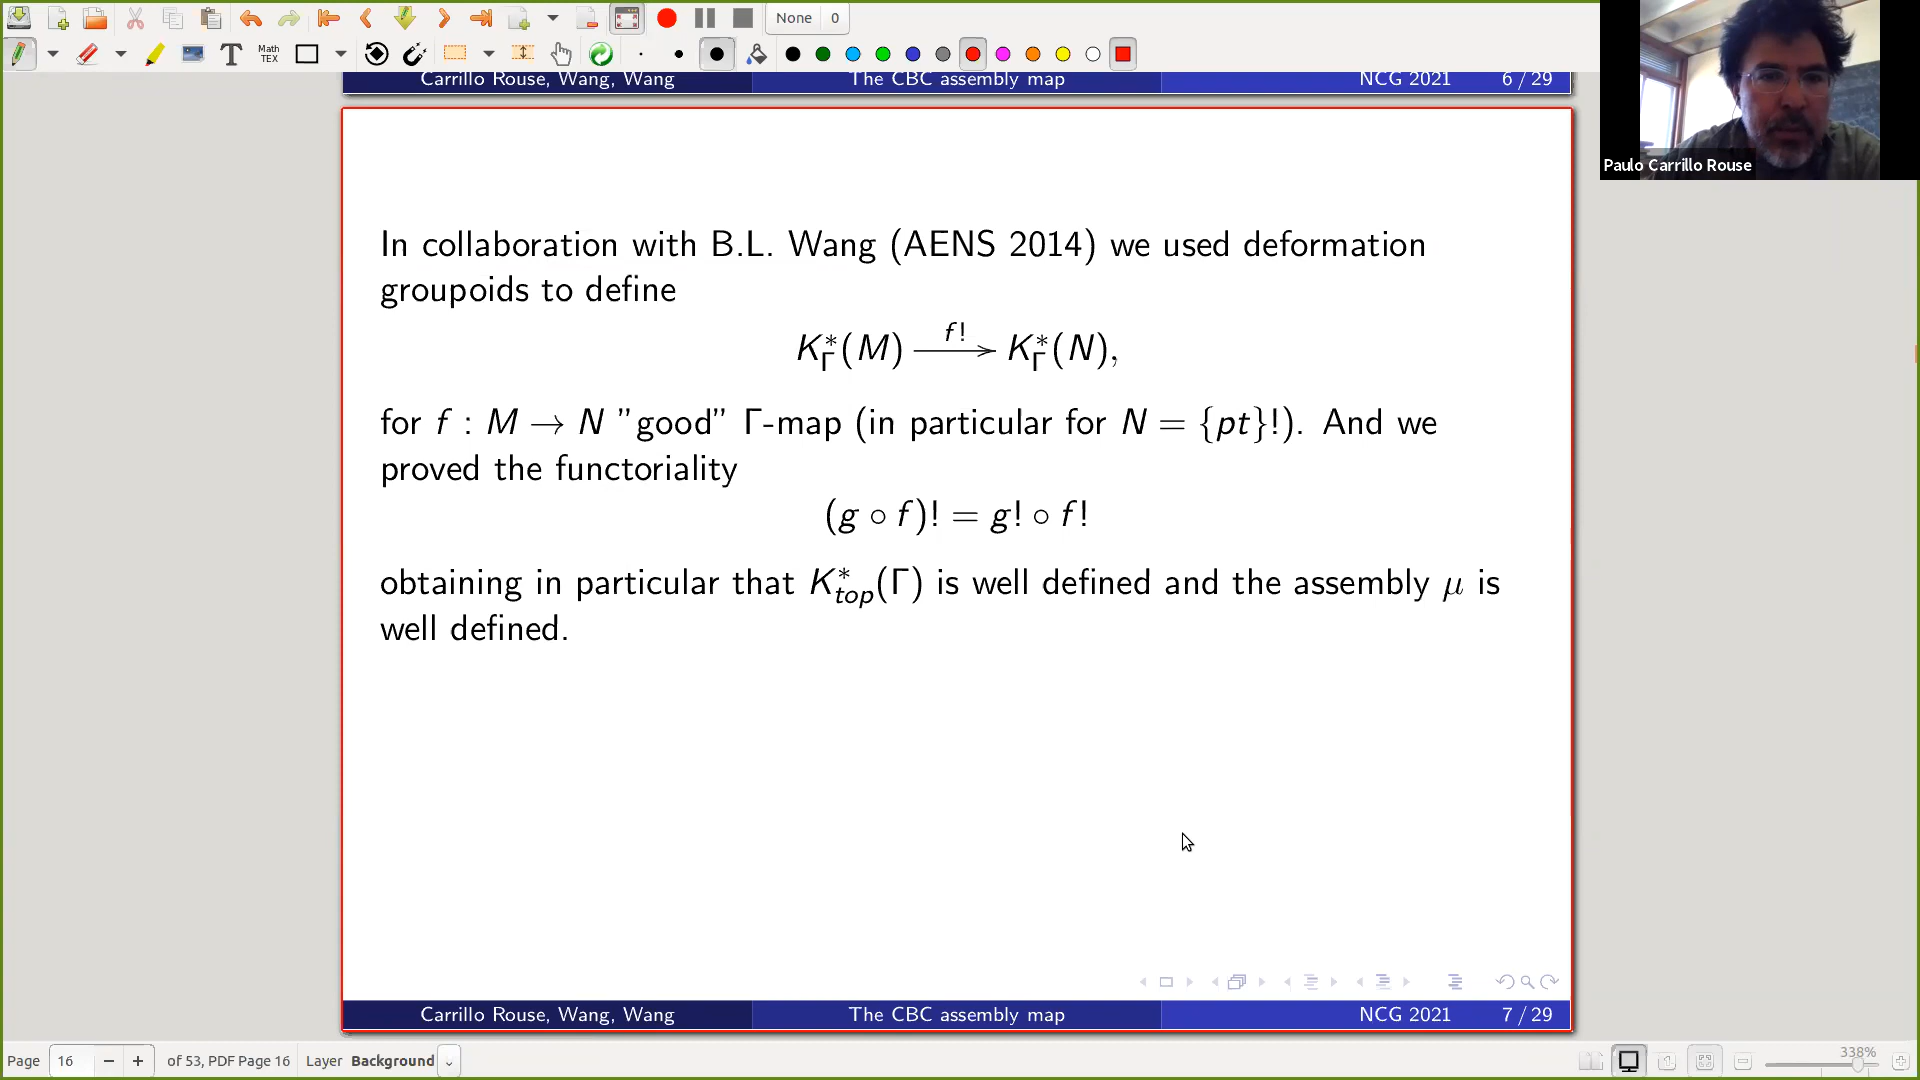 None 0
Math
TEX
T
Carrillo Rouse, Wang, Wang The CBC assembly map NCG 2021 6 / 29
Paulo Carrillo Rouse
In collaboration with B.L. Wang (AENS 2014) we used deformation
groupoids to define
K*_Γ(M) —f!→ K*_Γ(N),
for f : M → N ”good” Γ-map (in particular for N = {pt}!). And we
proved the functoriality
(g ∘ f)! = g! ∘ f!
obtaining in particular that K*_top(Γ) is well defined and the assembly μ is
well defined.
Carrillo Rouse, Wang, Wang The CBC assembly map NCG 2021 7 / 29
Page 16 − + of 53, PDF Page 16 Layer Background 338%